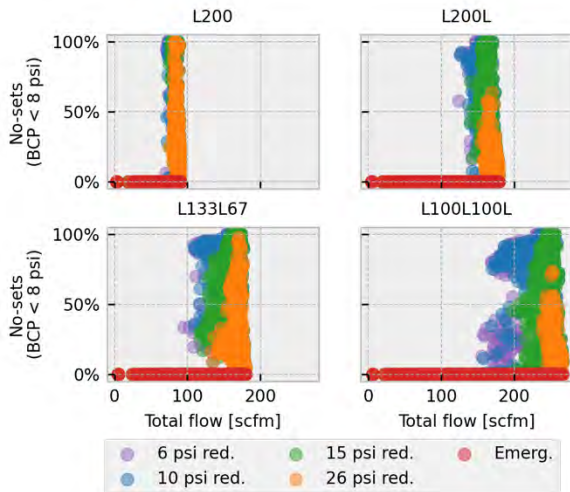 L200
L200L
100%
50%
0%
No-sets
(BCP < 8 psi)
L133L67
L100L100L
100%
50%
0%
No-sets
(BCP < 8 psi)
0
100
200
0
100
200
Total flow [scfm]
Total flow [scfm]
6 psi red.
15 psi red.
Emerg.
10 psi red.
26 psi red.